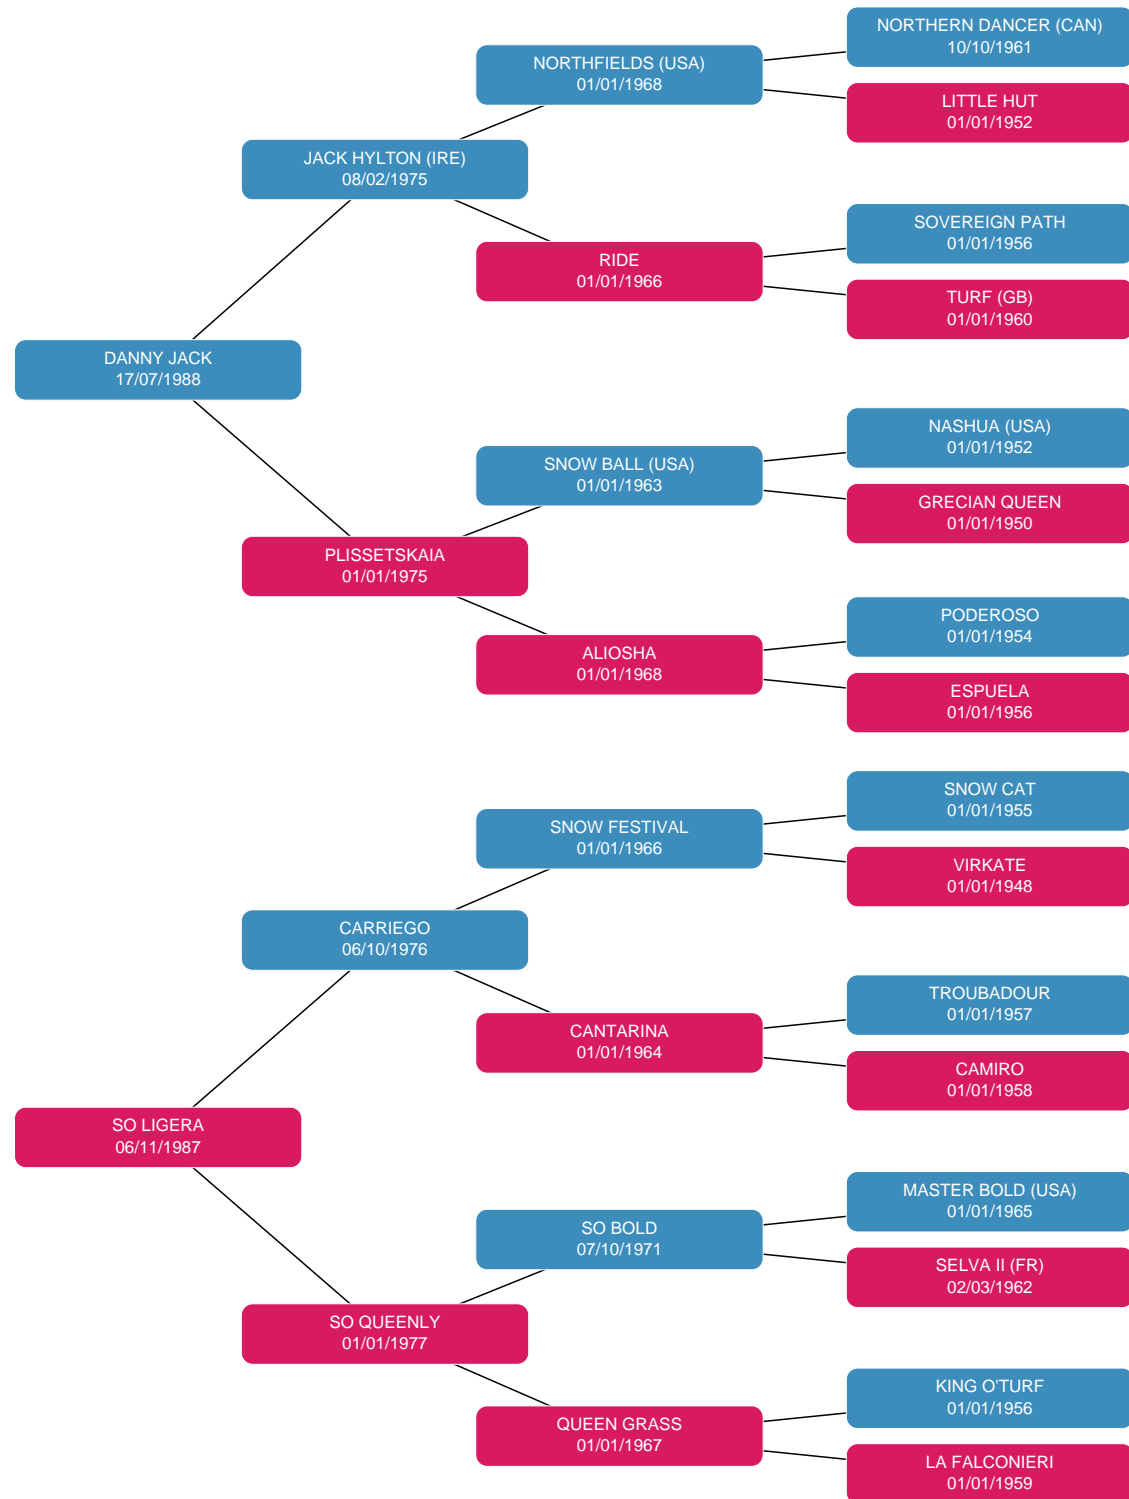 NORTHERN DANCER (CAN)
10/10/1961
NORTHFIELDS (USA)
01/01/1968
LITTLE HUT
01/01/1952
JACK HYLTON (IRE)
08/02/1975
SOVEREIGN PATH
01/01/1956
RIDE
01/01/1966
TURF (GB)
01/01/1960
DANNY JACK
17/07/1988
NASHUA (USA)
01/01/1952
SNOW BALL (USA)
01/01/1963
GRECIAN QUEEN
01/01/1950
PLISSETSKAIA
01/01/1975
PODEROSO
01/01/1954
ALIOSHA
01/01/1968
ESPUELA
01/01/1956
SNOW CAT
01/01/1955
SNOW FESTIVAL
01/01/1966
VIRKATE
01/01/1948
CARRIEGO
06/10/1976
TROUBADOUR
01/01/1957
CANTARINA
01/01/1964
CAMIRO
01/01/1958
SO LIGERA
06/11/1987
MASTER BOLD (USA)
01/01/1965
SO BOLD
07/10/1971
SELVA II (FR)
02/03/1962
SO QUEENLY
01/01/1977
KING O'TURF
01/01/1956
QUEEN GRASS
01/01/1967
LA FALCONIERI
01/01/1959